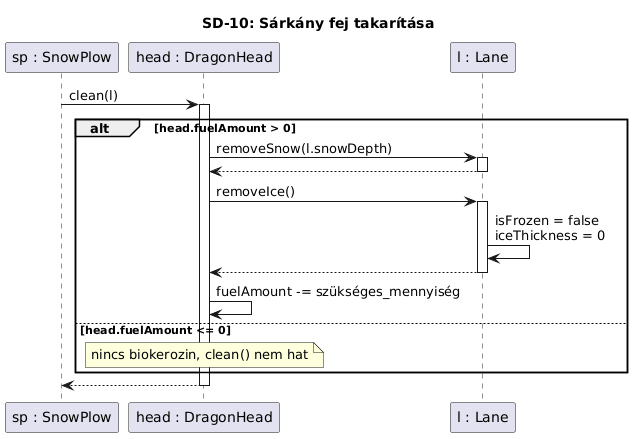 SD-10: Sárkány fej takarítása
sp : SnowPlow
head : DragonHead
l : Lane
clean(l)
alt
[head.fuelAmount > 0]
removeSnow(l.snowDepth)
removeIce()
isFrozen = false
iceThickness = 0
fuelAmount -= szükséges_mennyiség
[head.fuelAmount <= 0]
nincs biokerozin, clean() nem hat
sp : SnowPlow
head : DragonHead
l : Lane